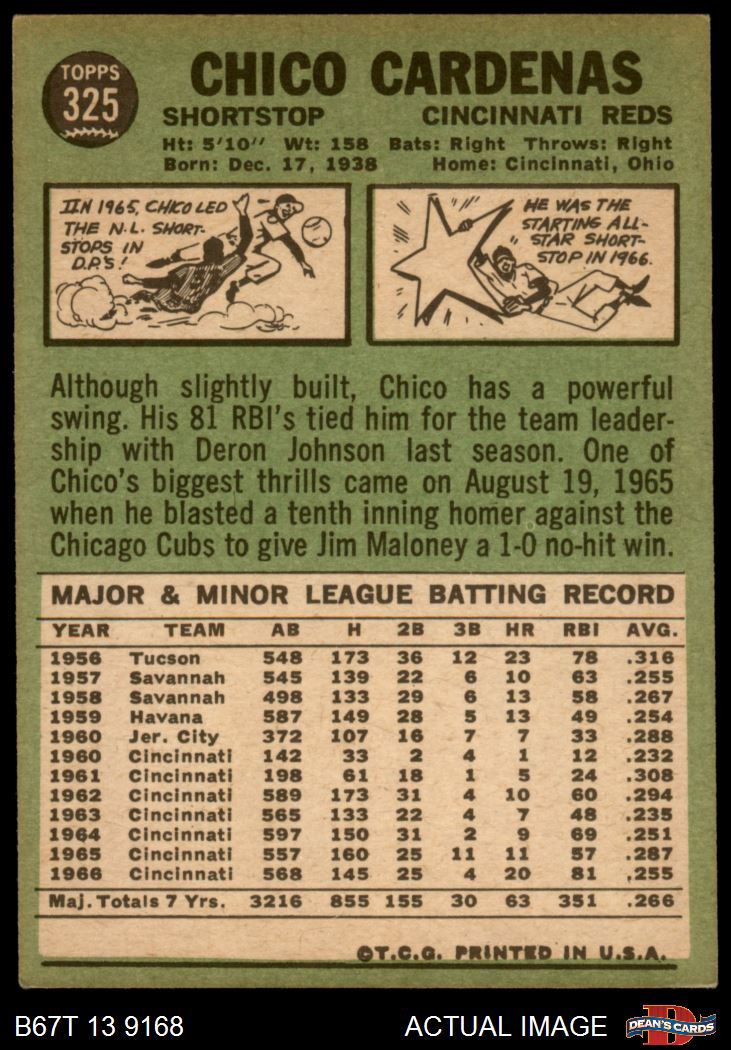 TOPPS
325
CHICO CARDENAS
SHORTSTOP CINCINNATI REDS
Ht: 5'10" Wt: 158 Bats: Right Throws: Right
Born: Dec. 17, 1938 Home: Cincinnati, Ohio
IN 1965, CHICO LED
THE N.L. SHORT-
STOPS IN
D.P.'S!
HE WAS THE
STARTING ALL-
STAR SHORT-
STOP IN 1966.
Although slightly built, Chico has a powerful
swing. His 81 RBI's tied him for the team leader-
ship with Deron Johnson last season. One of
Chico's biggest thrills came on August 19, 1965
when he blasted a tenth inning homer against the
Chicago Cubs to give Jim Maloney a 1-0 no-hit win.
MAJOR & MINOR LEAGUE BATTING RECORD
YEAR TEAM AB H 2B 3B HR RBI AVG.
1956 Tucson 548 173 36 12 23 78 .316
1957 Savannah 545 139 22 6 10 63 .255
1958 Savannah 498 133 29 6 13 58 .267
1959 Havana 587 149 28 5 13 49 .254
1960 Jer. City 372 107 16 7 7 33 .288
1960 Cincinnati 142 33 2 4 1 12 .232
1961 Cincinnati 198 61 18 1 5 24 .308
1962 Cincinnati 589 173 31 4 10 60 .294
1963 Cincinnati 565 133 22 4 7 48 .235
1964 Cincinnati 597 150 31 2 9 69 .251
1965 Cincinnati 557 160 25 11 11 57 .287
1966 Cincinnati 568 145 25 4 20 81 .255
Maj. Totals 7 Yrs. 3216 855 155 30 63 351 .266
©T.C.G. PRINTED IN U.S.A.
B67T 13 9168 ACTUAL IMAGE DEAN'S CARDS